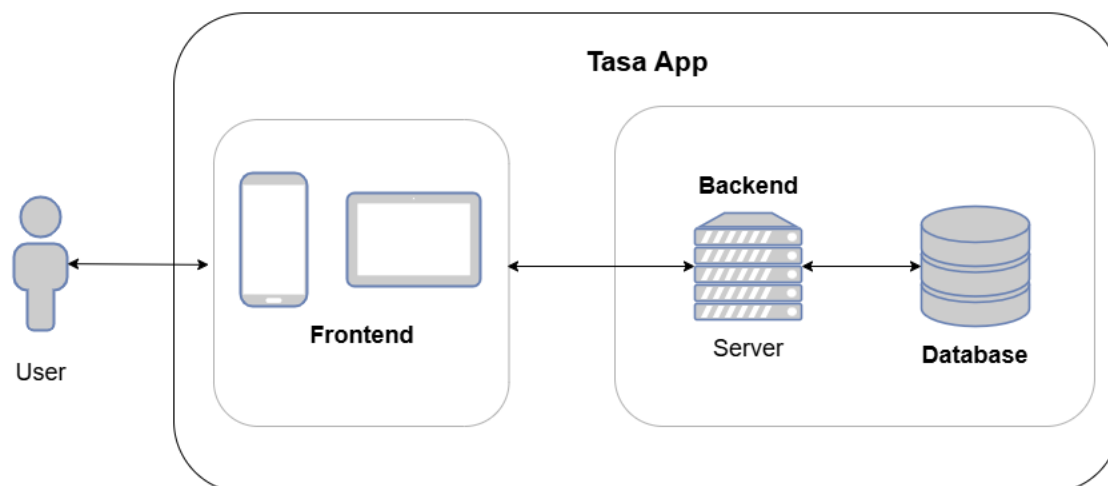 Tasa App
Backend
Frontend
Server
Database
User